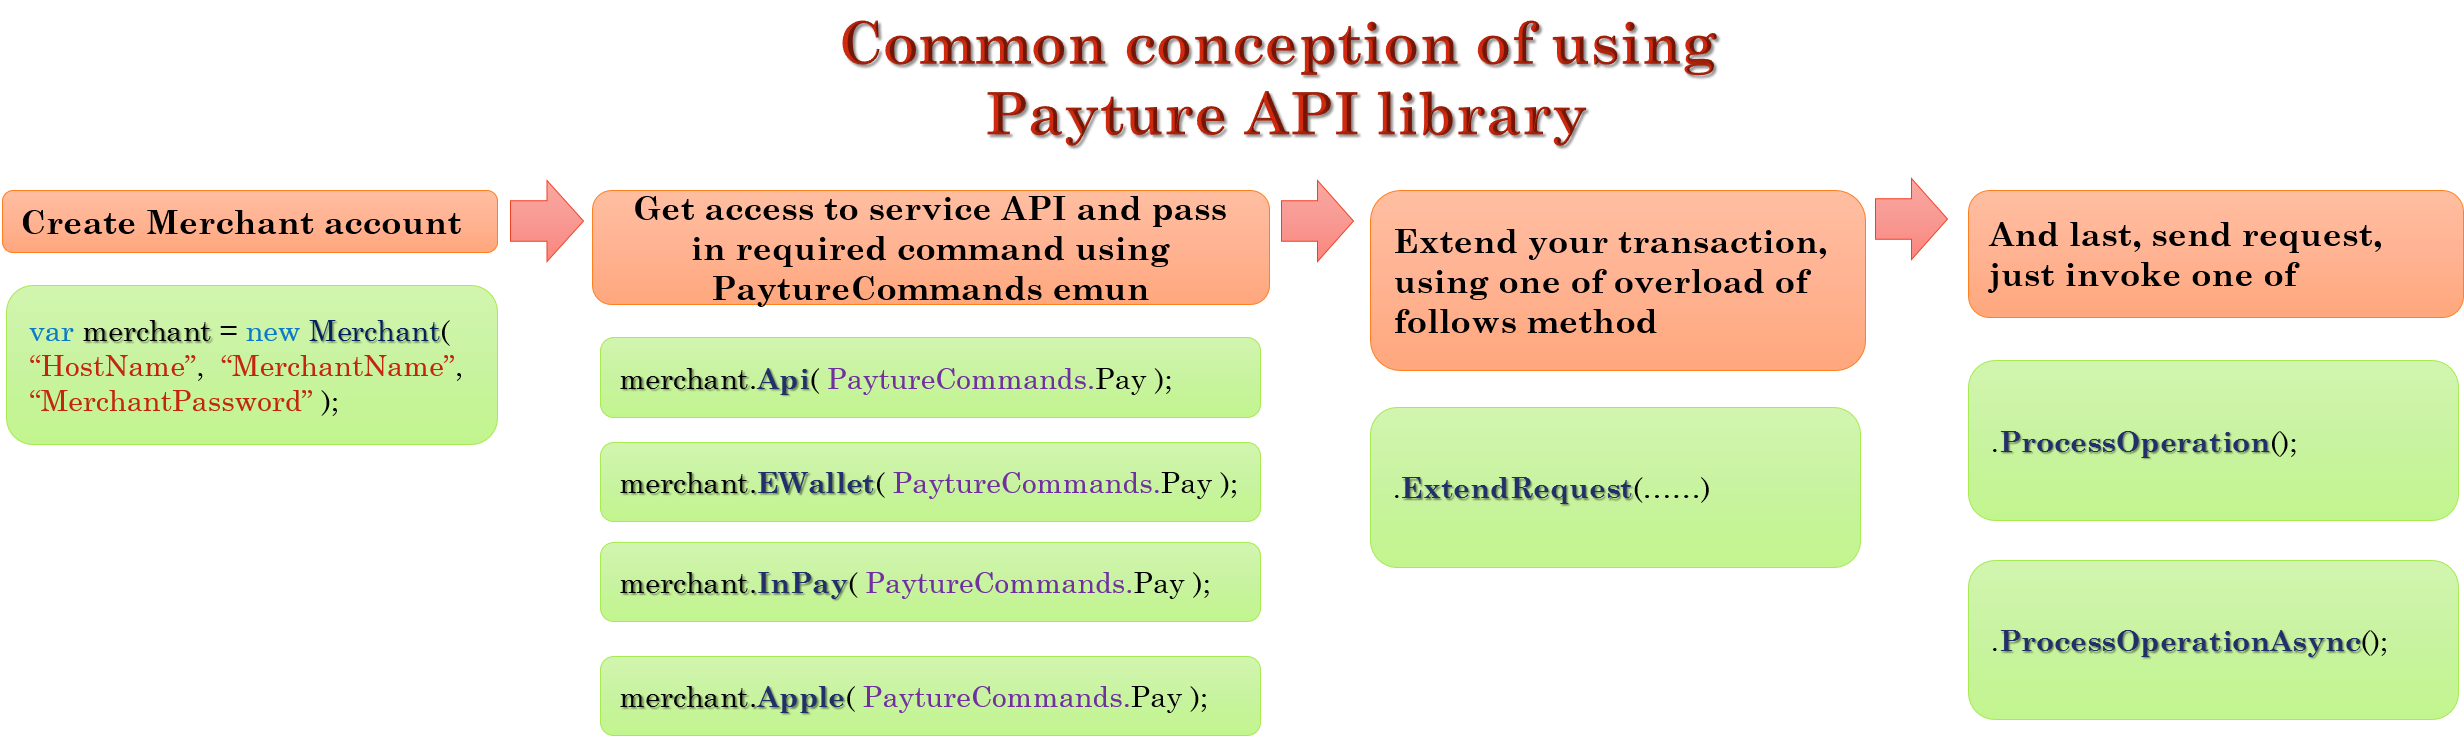 Common conception of using
Payture API library
Create Merchant account
var merchant = new Merchant(
“HostName”, “MerchantName”,
“MerchantPassword” );
Get access to service API and pass
in required command using
PaytureCommands emun
merchant.Api( PaytureCommands.Pay );
merchant.EWallet( PaytureCommands.Pay );
merchant.InPay( PaytureCommands.Pay );
merchant.Apple( PaytureCommands.Pay );
Extend your transaction,
using one of overload of
follows method
.ExtendRequest(......)
And last, send request,
just invoke one of
.ProcessOperation();
.ProcessOperationAsync();